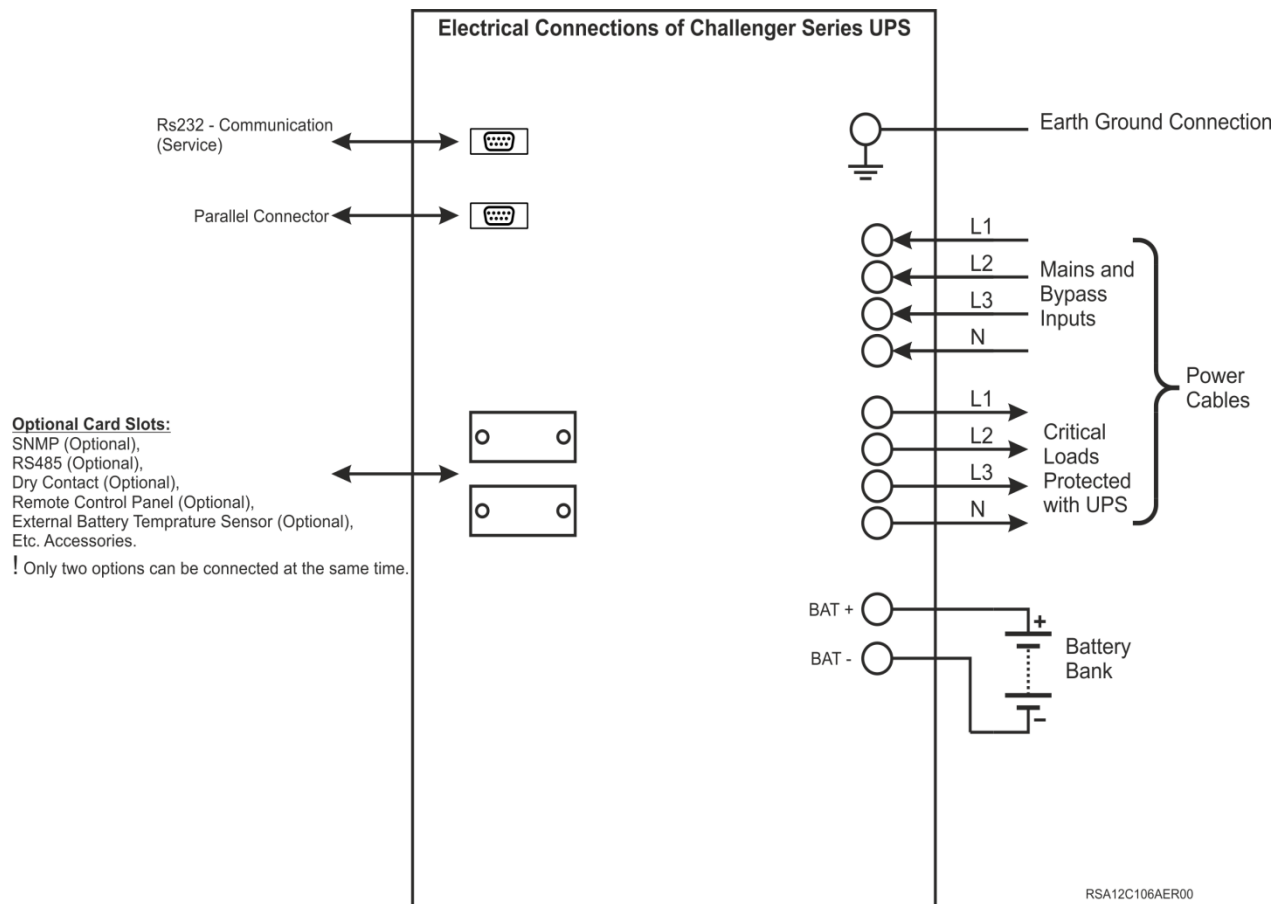 Electrical Connections of Challenger Series UPS
Rs232 - Communication
(Service)
Parallel Connector
Optional Card Slots:
SNMP (Optional),
RS485 (Optional),
Dry Contact (Optional),
Remote Control Panel (Optional),
External Battery Temprature Sensor (Optional),
Etc. Accessories.
! Only two options can be connected at the same time.
Earth Ground Connection
L1
L2
L3
N
Mains and
Bypass
Inputs
L1
L2
L3
N
Critical
Loads
Protected
with UPS
Power
Cables
BAT +
BAT -
+
-
Battery
Bank
RSA12C106AER00